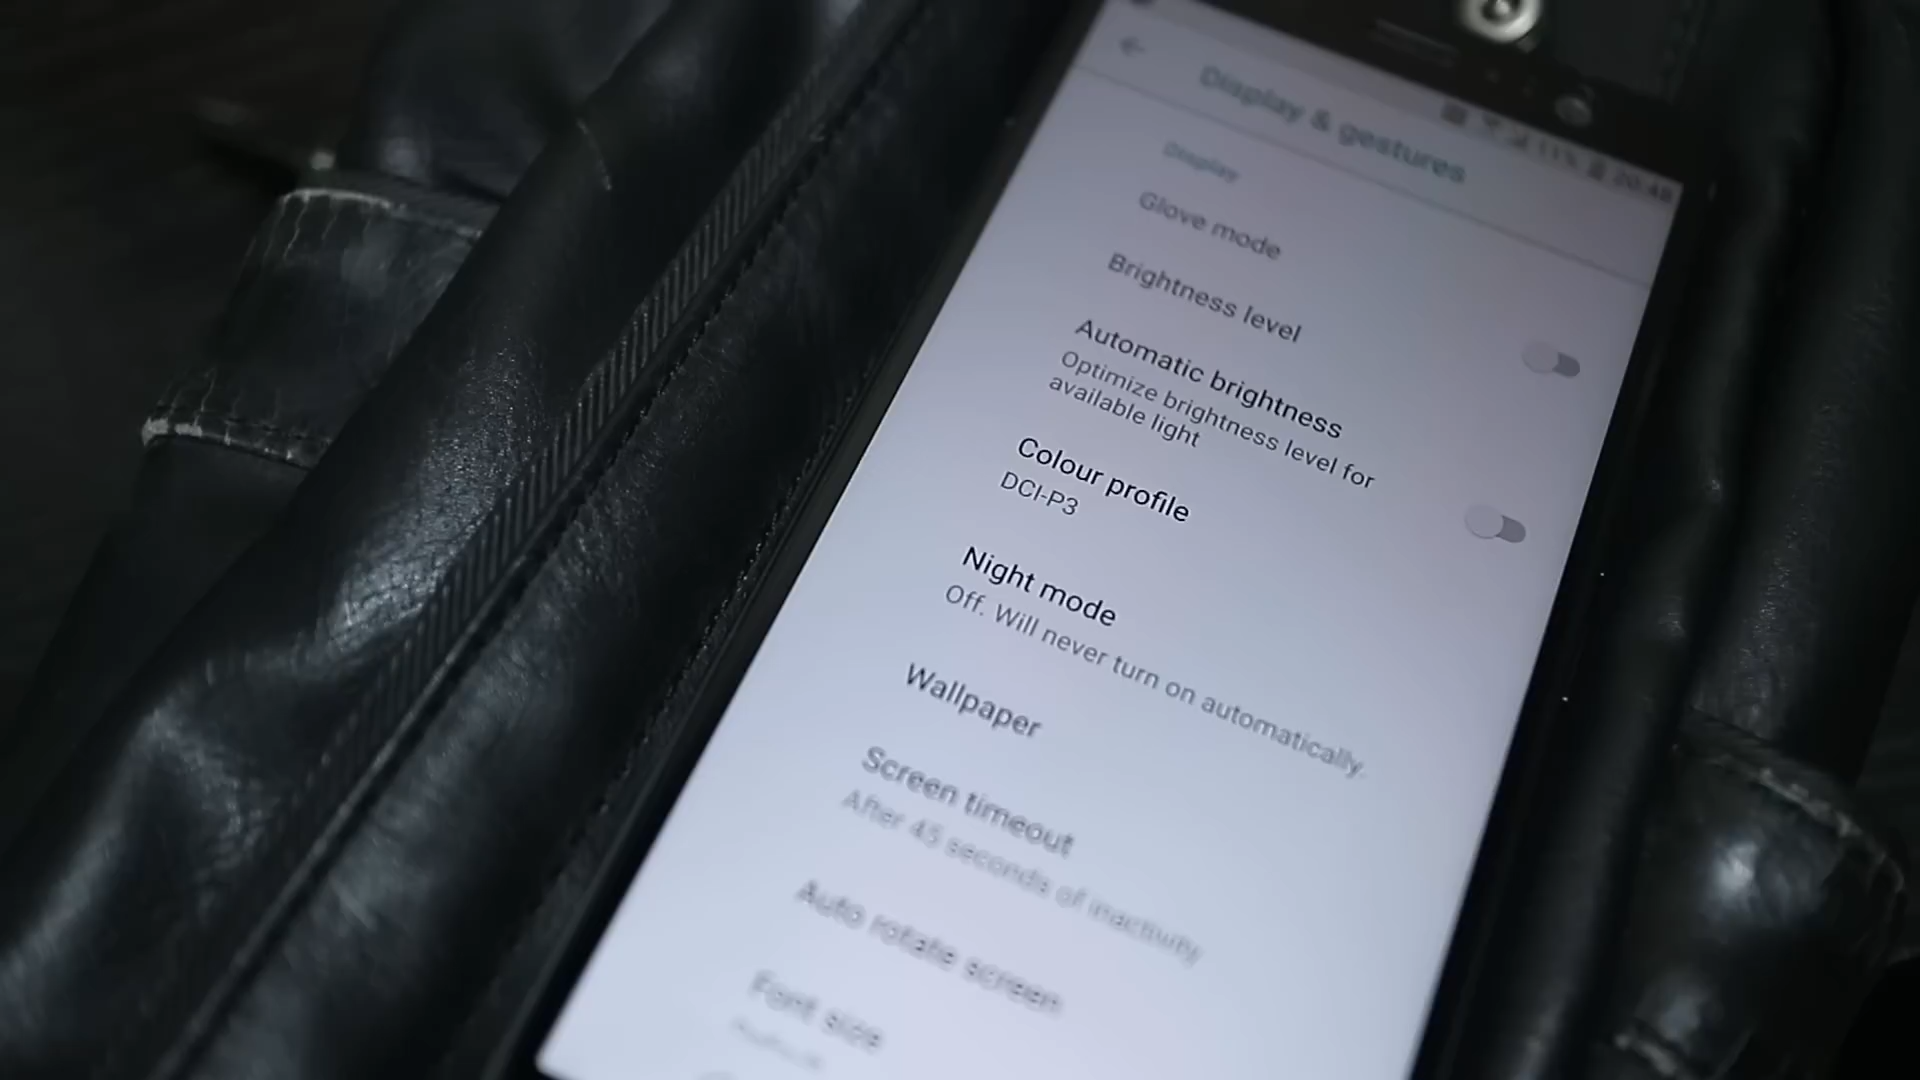 20:48
Display & gestures
Display
Glove mode
Brightness level
Automatic brightness
Optimize brightness level for
available light
Colour profile
DCI-P3
Night mode
Off. Will never turn on automatically.
Wallpaper
Screen timeout
After 45 seconds of inactivity
Auto rotate screen
Font size